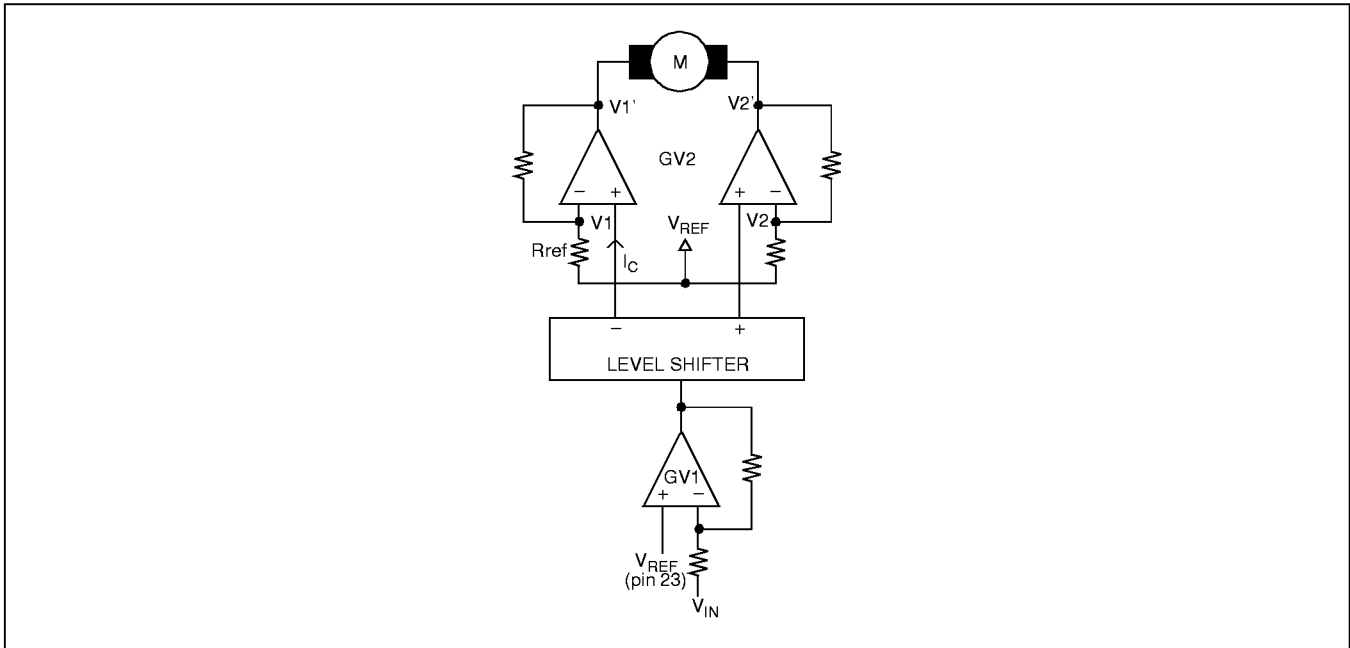 M
V1' V2'
GV2
− + + −
V1 VREF V2
Rref
IC
− +
LEVEL SHIFTER
GV1
+ −
VREF
(pin 23)
VIN